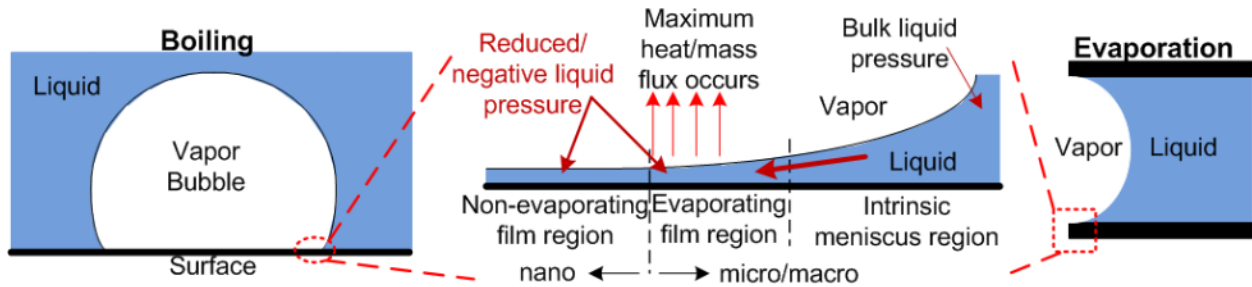 Boiling
Liquid
Vapor
Bubble
Surface
Reduced/
negative liquid
pressure
Maximum
heat/mass
flux occurs
Bulk liquid
pressure
Vapor
Liquid
Non-evaporating
film region
Evaporating
film region
Intrinsic
meniscus region
nano
micro/macro
Evaporation
Vapor
Liquid